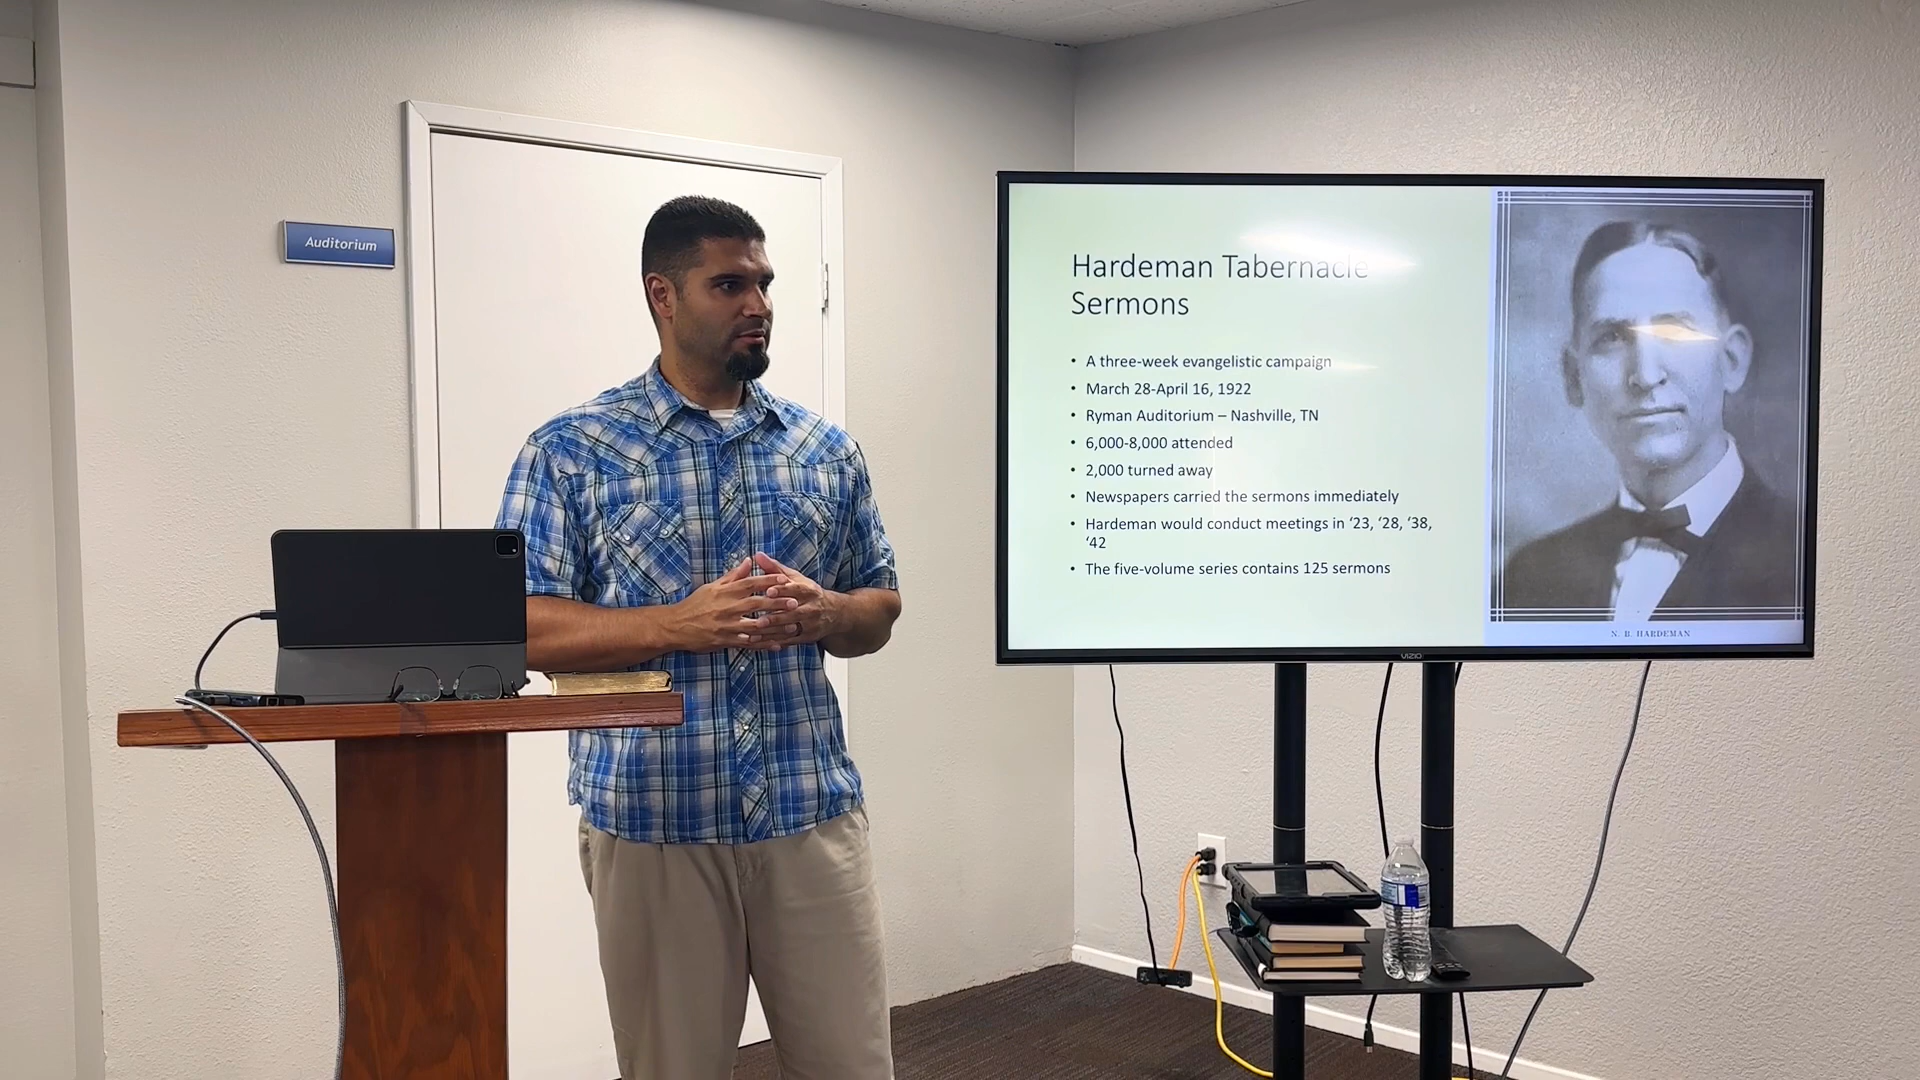 Auditorium
Hardeman Tabernacle
Sermons
• A three-week evangelistic campaign
• March 28-April 16, 1922
• Ryman Auditorium – Nashville, TN
• 6,000-8,000 attended
• 2,000 turned away
• Newspapers carried the sermons immediately
• Hardeman would conduct meetings in ‘23, ‘28, ‘38,
‘42
• The five-volume series contains 125 sermons
N. B. HARDEMAN
VIZIO